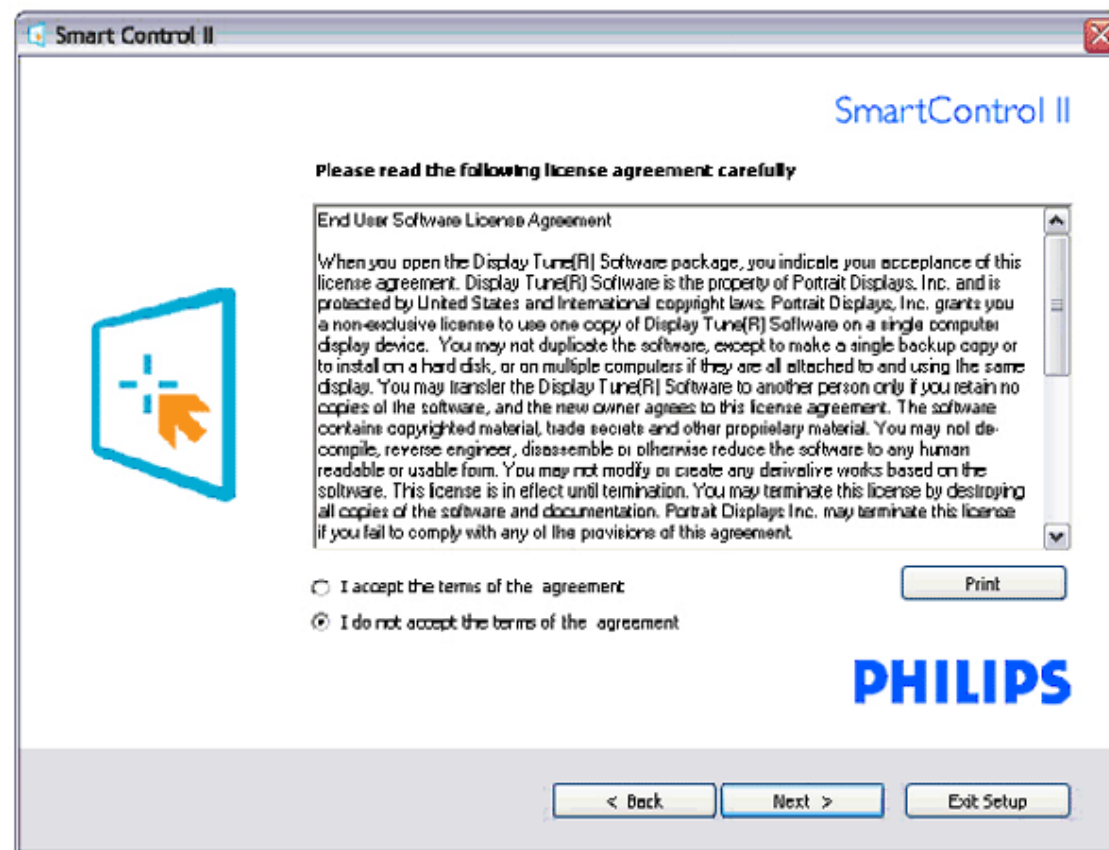 Smart Control II
SmartControl II
Please read the following license agreement carefully
End User Software License Agreement
When you open the Display Tune(R) Software package, you indicate your acceptance of this
license agreement. Display Tune(R) Software is the property of Portrait Displays, Inc. and is
protected by United States and International copyright laws. Portrait Displays, Inc. grants you
a non-exclusive license to use one copy of Display Tune(R) Software on a single computer
display device. You may not duplicate the software, except to make a single backup copy or
to install on a hard disk, or on multiple computers if they are all attached to and using the same
display. You may transfer the Display Tune(R) Software to another person only if you retain no
copies of the software, and the new owner agrees to this license agreement. The software
contains copyrighted material, trade secrets and other proprietary material. You may not de-
compile, reverse engineer, disassemble or otherwise reduce the software to any human
readable or usable form. You may not modify or create any derivative works based on the
software. This license is in effect until termination. You may terminate this license by destroying
all copies of the software and documentation. Portrait Displays Inc. may terminate this license
if you fail to comply with any of the provisions of this agreement.
I accept the terms of the agreement
Print
I do not accept the terms of the agreement
PHILIPS
< Back
Next >
Exit Setup